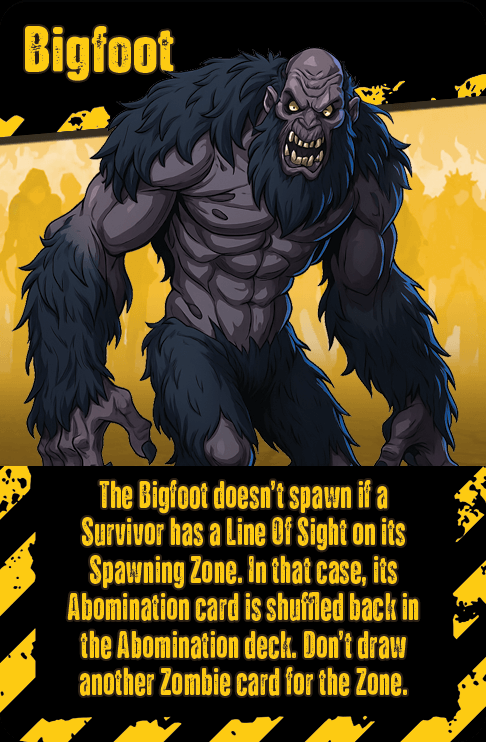 Bigfoot
The Bigfoot doesn't spawn if a
Survivor has a Line Of Sight on its
Spawning Zone. In that case, its
Abomination card is shuffled back in
the Abomination deck. Don't draw
another Zombie card for the Zone.